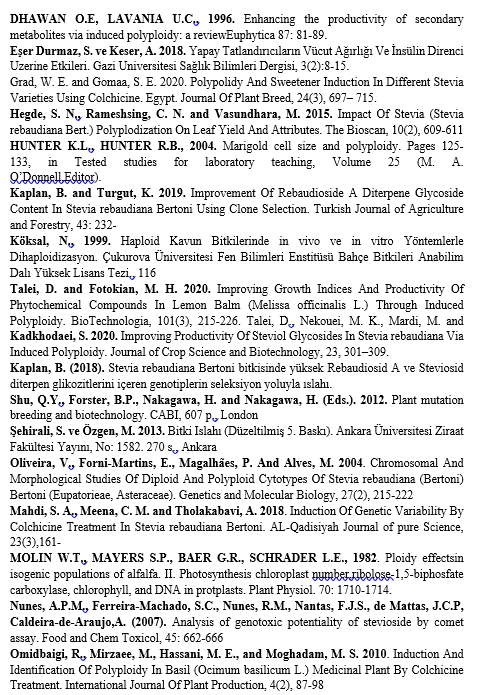 DHAWAN O.E, LAVANIA U.C., 1996. Enhancing the productivity of secondary
metabolites via induced polyploidy: a reviewEuphytica 87: 81-89.
Eşer Durmaz, S. ve Keser, A. 2018. Yapay Tatlandırıcıların Vücut Ağırlığı Ve İnsülin Direnci
Uzerine Etkileri. Gazi Universitesi Sağlık Bilimleri Dergisi, 3(2):8-15.
Grad, W. E. and Gomaa, S. E. 2020. Polypolidy And Sweetener Induction In Different Stevia
Varieties Using Colchicine. Egypt. Journal Of Plant Breed, 24(3), 697– 715.
Hegde, S. N., Rameshsing, C. N. and Vasundhara, M. 2015. Impact Of Stevia (Stevia
rebaudiana Bert.) Polyplodization On Leaf Yield And Attributes. The Bioscan, 10(2), 609-611
HUNTER K.L., HUNTER R.B., 2004. Marigold cell size and polyploidy. Pages 125-
133, in Tested studies for laboratory teaching, Volume 25 (M. A.
O'Donnell,Editor).
Kaplan, B. and Turgut, K. 2019. Improvement Of Rebaudioside A Diterpene Glycoside
Content In Stevia rebaudiana Bertoni Using Clone Selection. Turkish Journal of Agriculture
and Forestry, 43: 232-
Köksal, N., 1999. Haploid Kavun Bitkilerinde in vivo ve in vitro Yöntemlerle
Dihaploidizasyon. Çukurova Üniversitesi Fen Bilimleri Enstitüsü Bahçe Bitkileri Anabilim
Dalı Yüksek Lisans Tezi., 116
Talei, D. and Fotokian, M. H. 2020. Improving Growth Indices And Productivity Of
Phytochemical Compounds In Lemon Balm (Melissa officinalis L.) Through Induced
Polyploidy. BioTechnologia, 101(3), 215-226. Talei, D., Nekouei, M. K., Mardi, M. and
Kadkhodaei, S. 2020. Improving Productivity Of Steviol Glycosides In Stevia rebaudiana Via
Induced Polyploidy. Journal of Crop Science and Biotechnology, 23, 301–309.
Kaplan, B. (2018). Stevia rebaudiana Bertoni bitkisinde yüksek Rebaudiosid A ve Steviosid
diterpen glikozitlerini içeren genotiplerin seleksiyon yoluyla ıslahı.
Shu, Q.Y., Forster, B.P., Nakagawa, H. and Nakagawa, H. (Eds.). 2012. Plant mutation
breeding and biotechnology. CABI, 607 p., London
Şehirali, S. ve Özgen, M. 2013. Bitki Islahı (Düzeltilmiş 5. Baskı). Ankara Üniversitesi Ziraat
Fakültesi Yayını, No: 1582. 270 s., Ankara
Oliveira, V., Forni-Martins, E., Magalhães, P. And Alves, M. 2004. Chromosomal And
Morphological Studies Of Diploid And Polyploid Cytotypes Of Stevia rebaudiana (Bertoni)
Bertoni (Eupatorieae, Asteraceae). Genetics and Molecular Biology, 27(2), 215-222
Mahdi, S. A., Meena, C. M. and Tholakabavi, A. 2018. Induction Of Genetic Variability By
Colchicine Treatment In Stevia rebaudiana Bertoni. AL-Qadisiyah Journal of pure Science,
23(3),161-
MOLIN W.T., MAYERS S.P., BAER G.R., SCHRADER L.E., 1982. Ploidy effectsin
isogenic populations of alfalfa. II. Photosynthesis chloroplast number,ribolose-1,5-biphosfate
carboxylase, chlorophyll, and DNA in protplasts. Plant Physiol. 70: 1710-1714.
Nunes, A.P.M., Ferreira-Machado, S.C., Nunes, R.M., Nantas, F.J.S., de Mattas, J.C.P,
Caldeira-de-Araujo,A. (2007). Analysis of genotoxic potentiality of stevioside by comet
assay. Food and Chem Toxicol, 45: 662-666
Omidbaigi, R., Mirzaee, M., Hassani, M. E., and Moghadam, M. S. 2010. Induction And
Identification Of Polyploidy In Basil (Ocimum basilicum L.) Medicinal Plant By Colchicine
Treatment. International Journal Of Plant Production, 4(2), 87-98